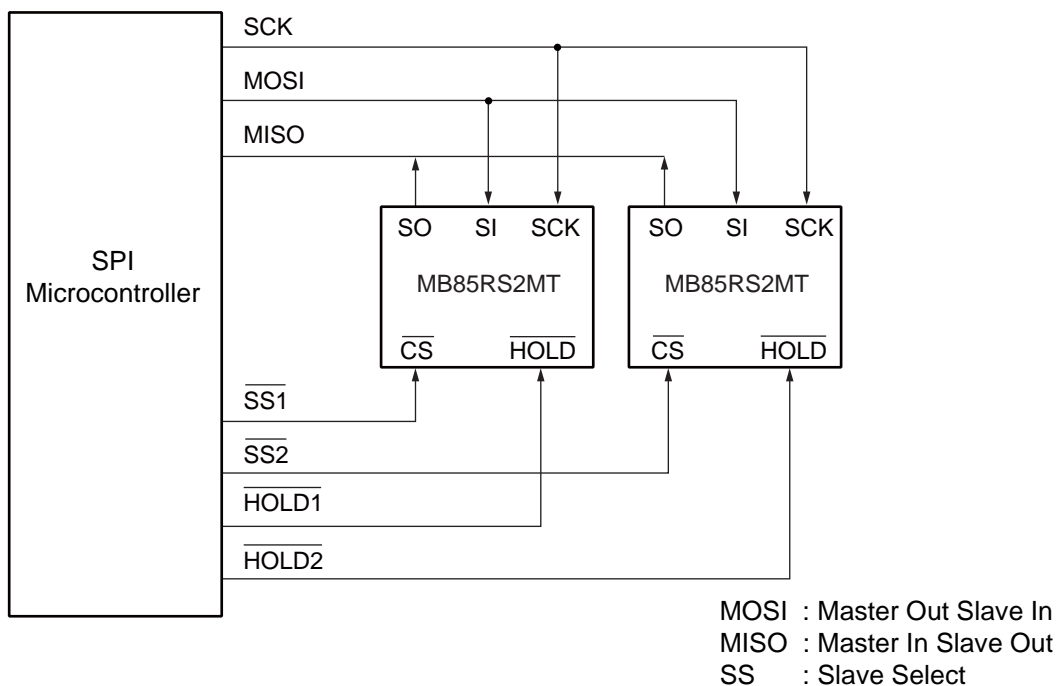 SCK
MOSI
MISO
SO SI SCK
MB85RS2MT
CS HOLD
SO SI SCK
MB85RS2MT
CS HOLD
SPI
Microcontroller
SS1
SS2
HOLD1
HOLD2
MOSI : Master Out Slave In
MISO : Master In Slave Out
SS : Slave Select